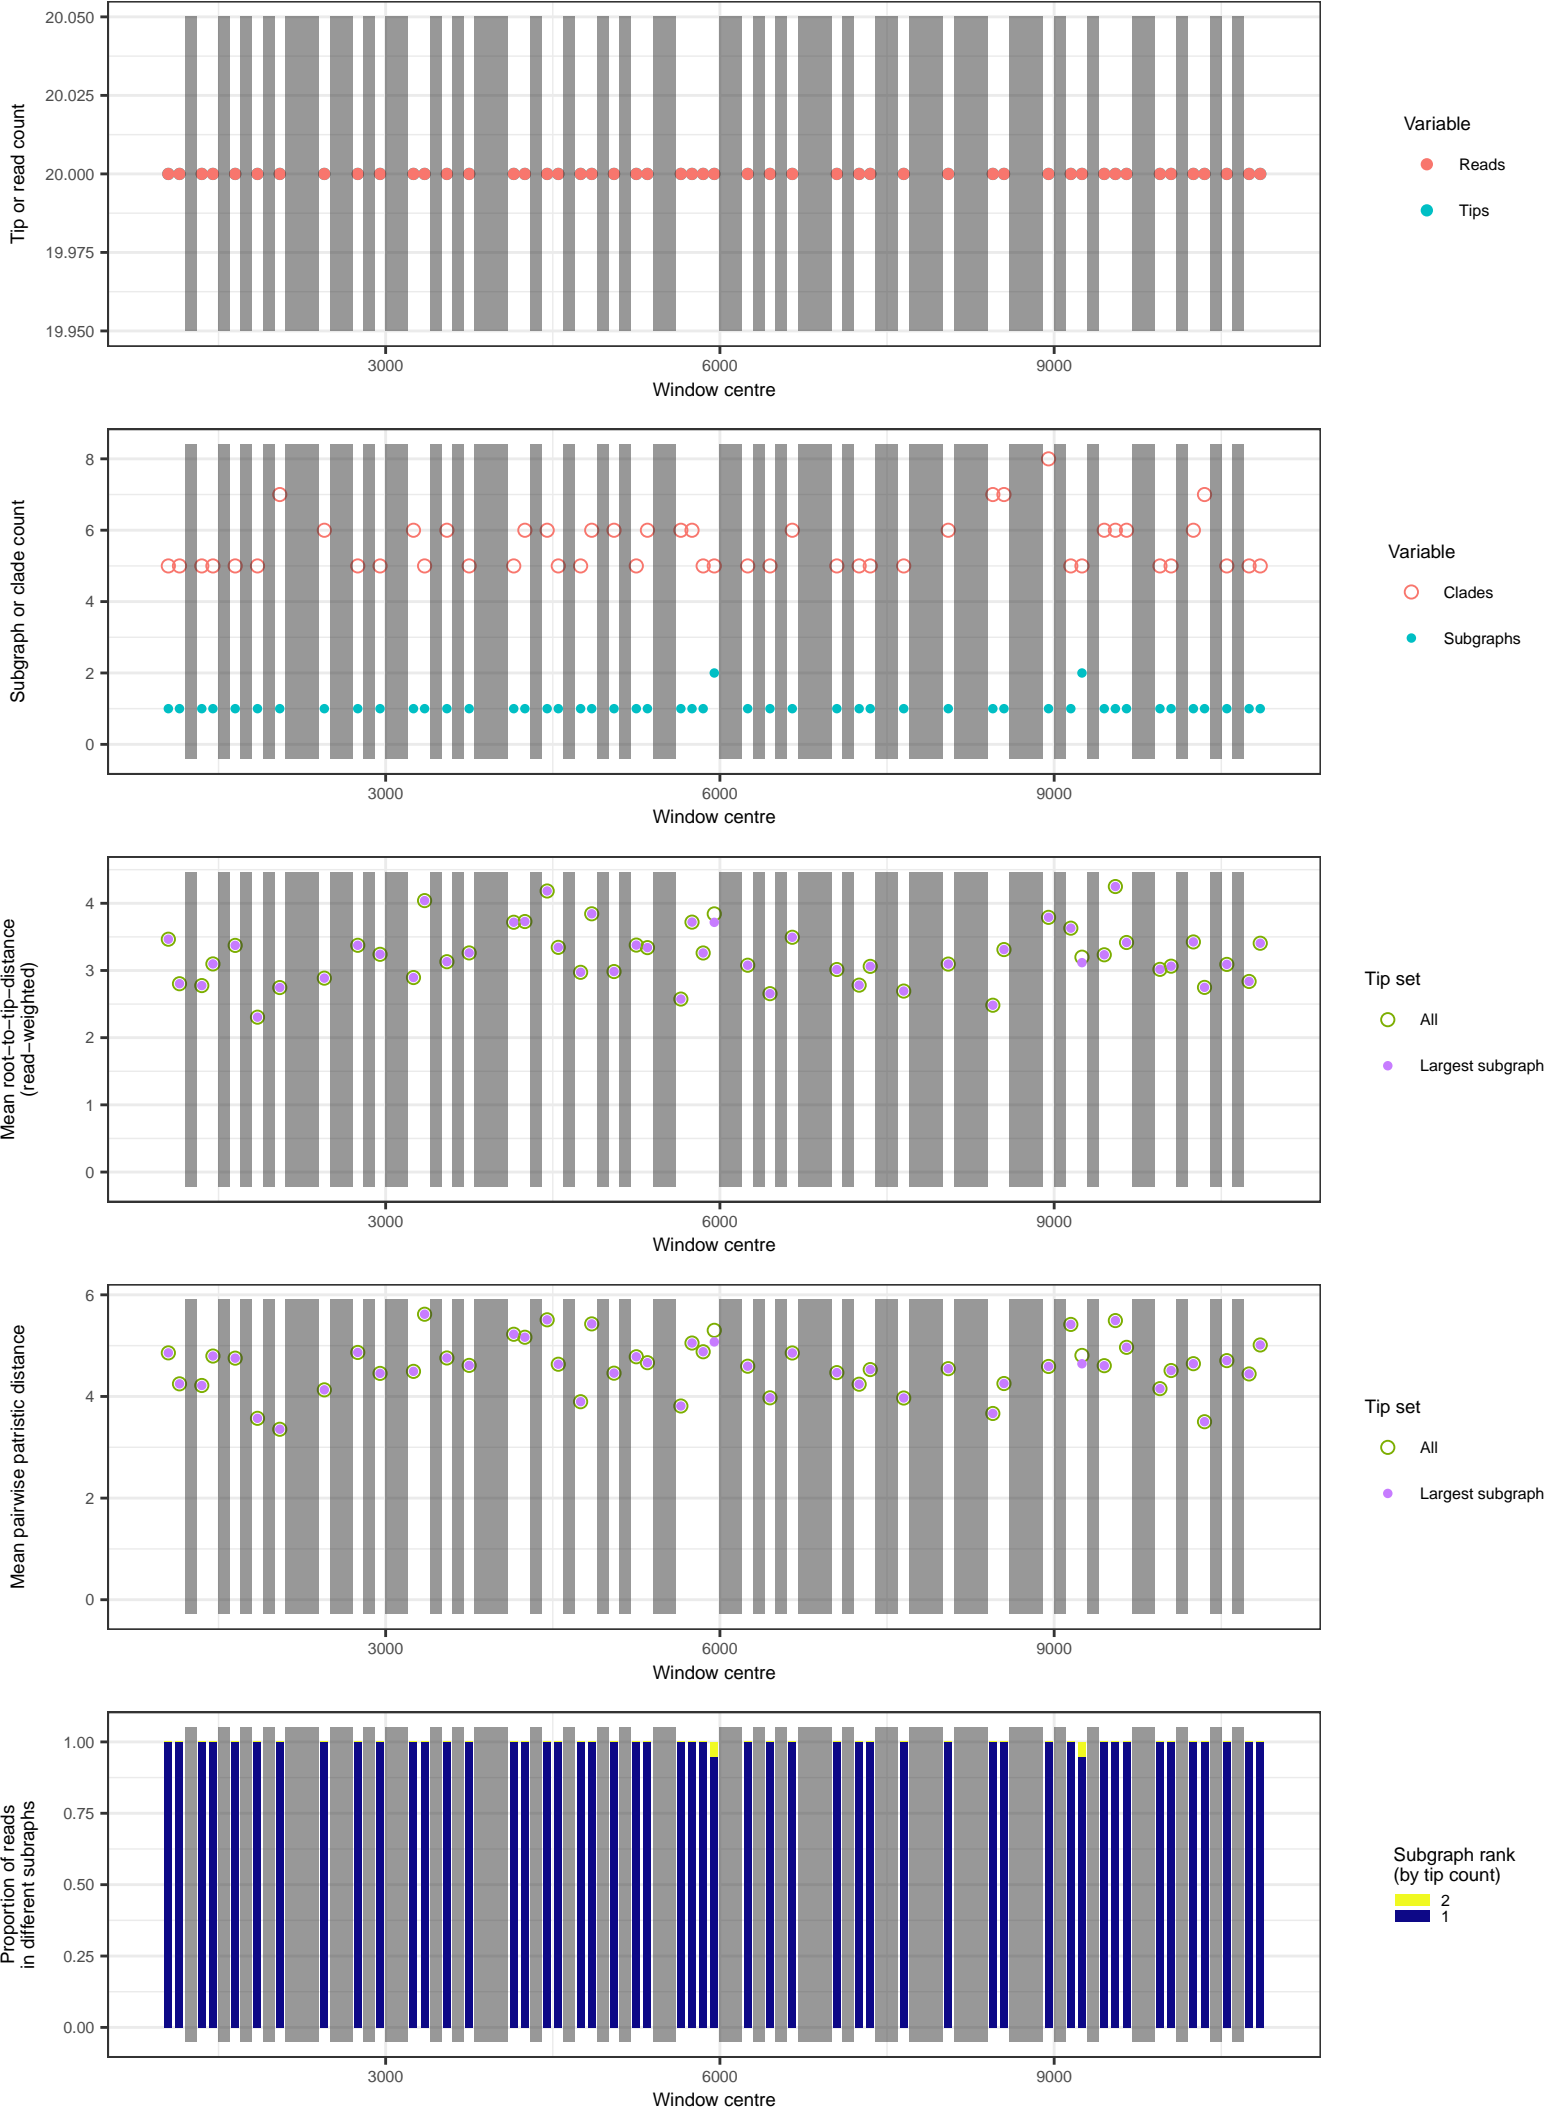 20.050
20.025
20.000
19.975
19.950
Tip or read count
3000
6000
9000
Window centre
Variable
Reads
Tips
8
6
4
2
0
Subgraph or clade count
3000
6000
9000
Window centre
Variable
Clades
Subgraphs
4
3
2
1
0
Mean root−to−tip−distance
(read−weighted)
3000
6000
9000
Window centre
Tip set
All
Largest subgraph
6
4
2
0
Mean pairwise patristic distance
3000
6000
9000
Window centre
Tip set
All
Largest subgraph
1.00
0.75
0.50
0.25
0.00
Proportion of reads
in different subraphs
3000
6000
9000
Window centre
Subgraph rank
(by tip count)
2
1